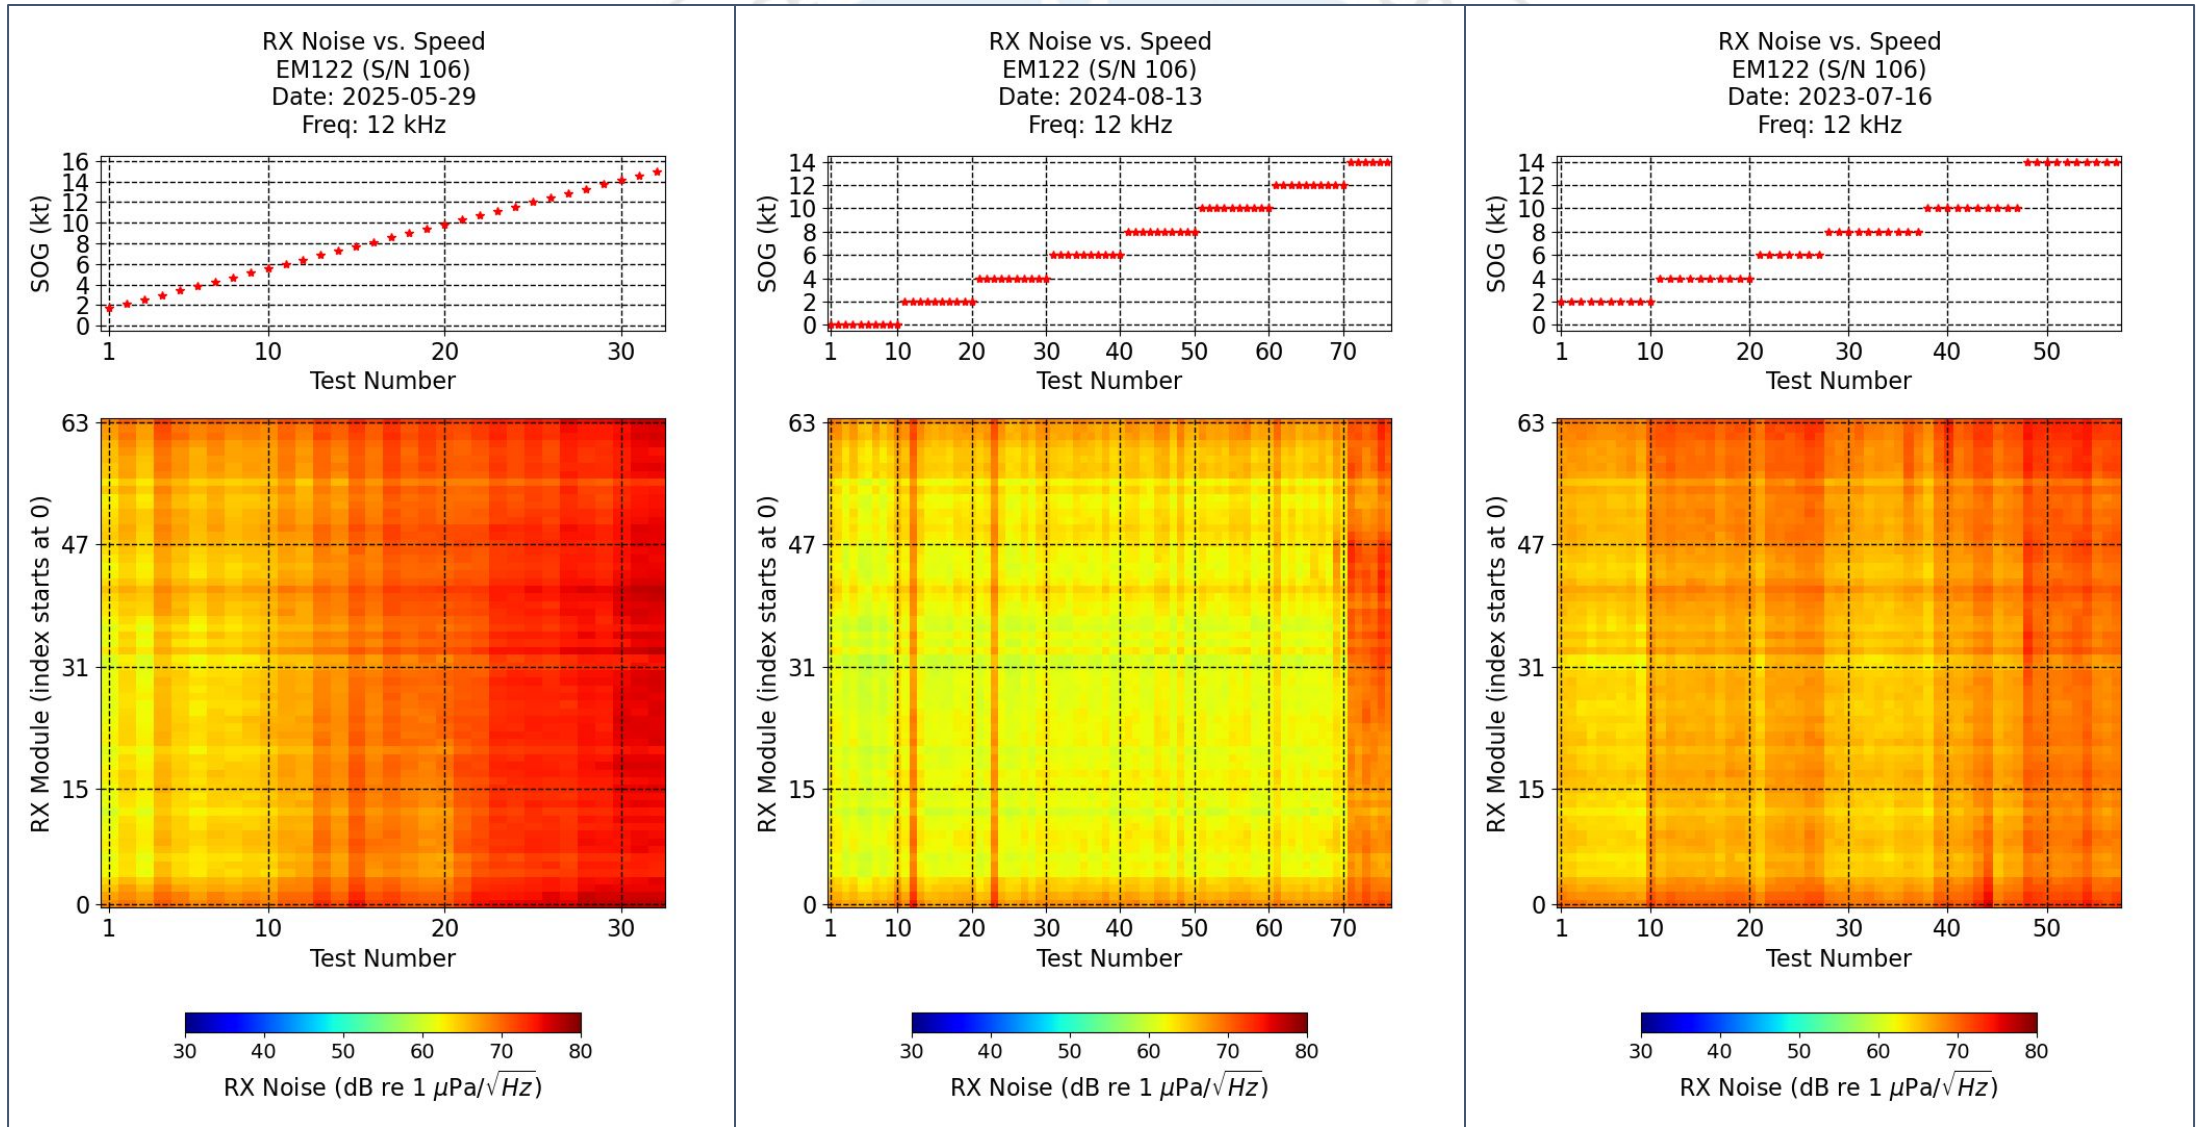 RX Noise vs. Speed
EM122 (S/N 106)
Date: 2025-05-29
Freq: 12 kHz
SOG (kt)
16
14
12
10
8
6
4
2
0
1 10 20 30
Test Number
RX Module (index starts at 0)
63
47
31
15
0
1 10 20 30
Test Number
30 40 50 60 70 80
RX Noise (dB re 1 μPa/√Hz)
RX Noise vs. Speed
EM122 (S/N 106)
Date: 2024-08-13
Freq: 12 kHz
SOG (kt)
14
12
10
8
6
4
2
0
1 10 20 30 40 50 60 70
Test Number
RX Module (index starts at 0)
63
47
31
15
0
1 10 20 30 40 50 60 70
Test Number
30 40 50 60 70 80
RX Noise (dB re 1 μPa/√Hz)
RX Noise vs. Speed
EM122 (S/N 106)
Date: 2023-07-16
Freq: 12 kHz
SOG (kt)
14
12
10
8
6
4
2
0
1 10 20 30 40 50
Test Number
RX Module (index starts at 0)
63
47
31
15
0
1 10 20 30 40 50
Test Number
30 40 50 60 70 80
RX Noise (dB re 1 μPa/√Hz)